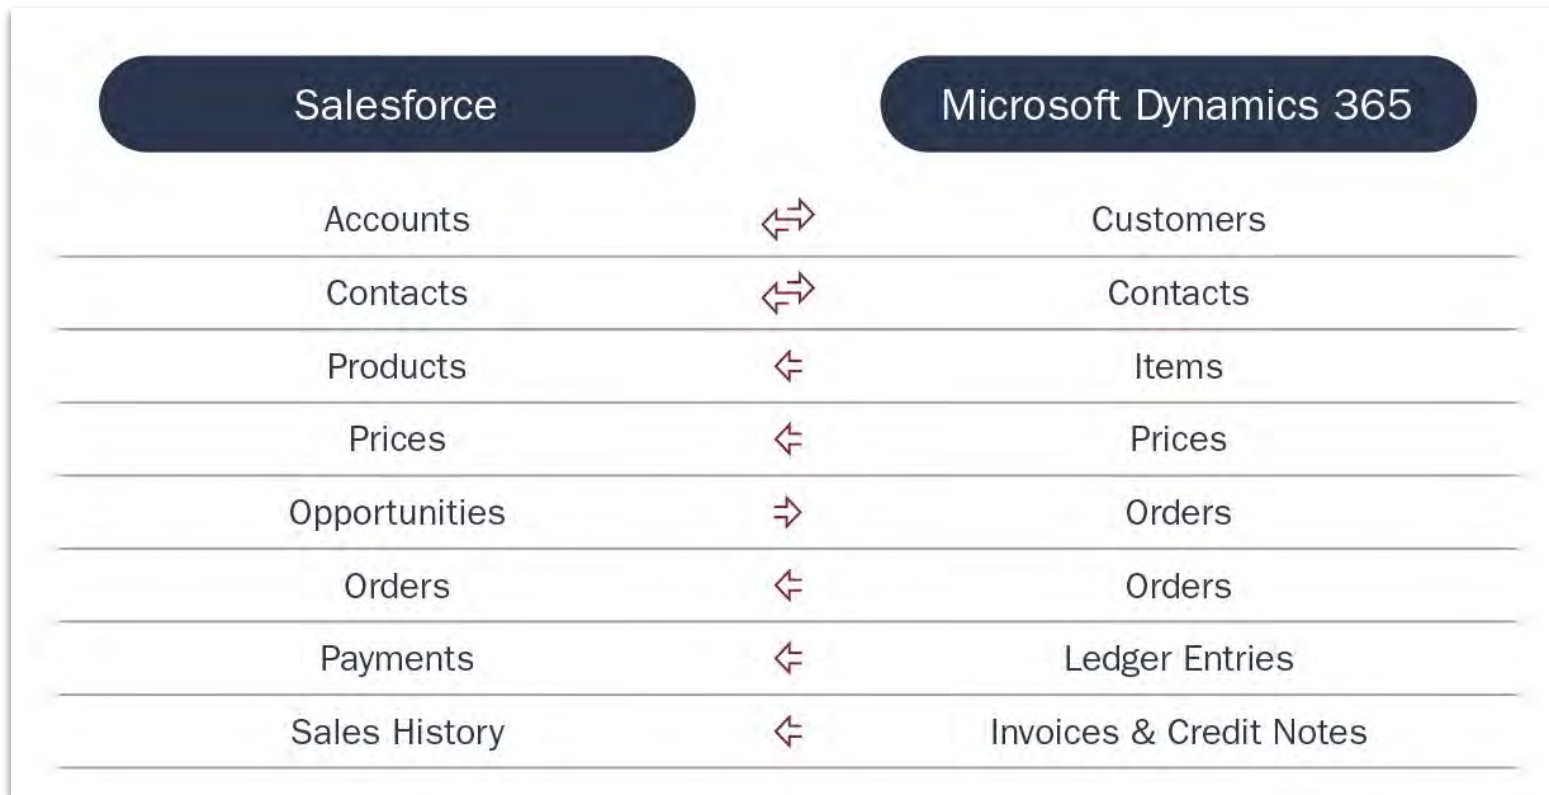 Salesforce Microsoft Dynamics 365
Accounts Customers
Contacts Contacts
Products Items
Prices Prices
Opportunities Orders
Orders Orders
Payments Ledger Entries
Sales History Invoices & Credit Notes